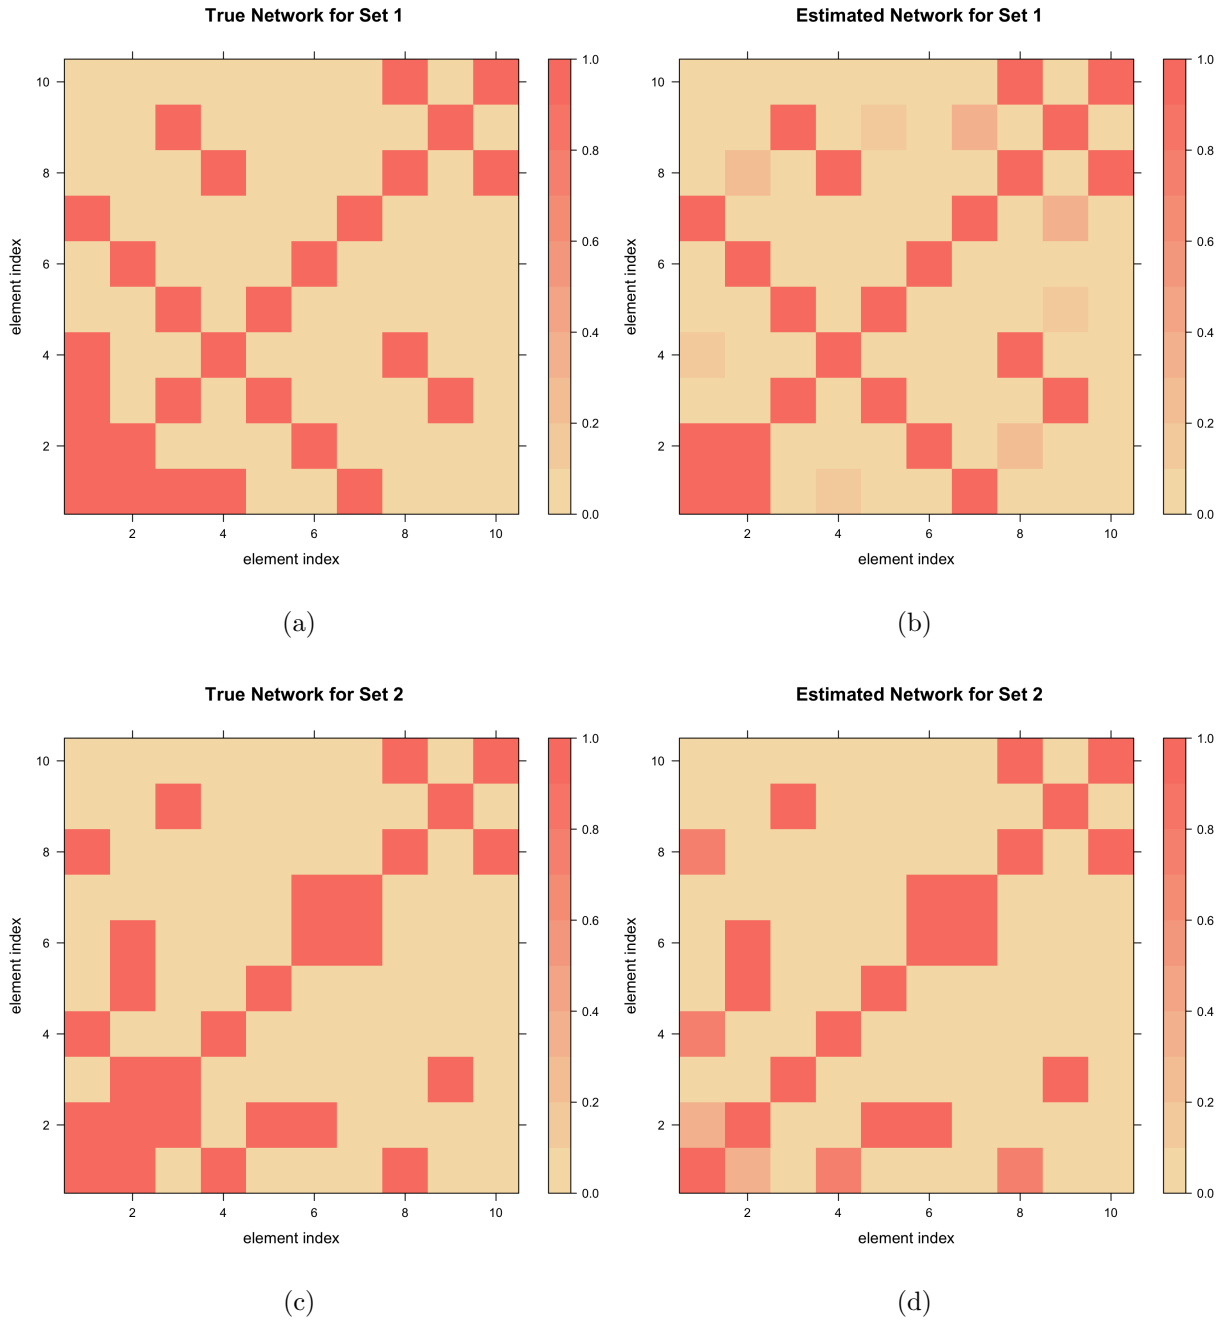 True Network for Set 1
10
8
6
4
2
element index
2 4 6 8 10
element index
1.0
0.8
0.6
0.4
0.2
0.0
(a)
Estimated Network for Set 1
10
8
6
4
2
element index
2 4 6 8 10
element index
1.0
0.8
0.6
0.4
0.2
0.0
(b)
True Network for Set 2
10
8
6
4
2
element index
2 4 6 8 10
element index
1.0
0.8
0.6
0.4
0.2
0.0
(c)
Estimated Network for Set 2
10
8
6
4
2
element index
2 4 6 8 10
element index
1.0
0.8
0.6
0.4
0.2
0.0
(d)